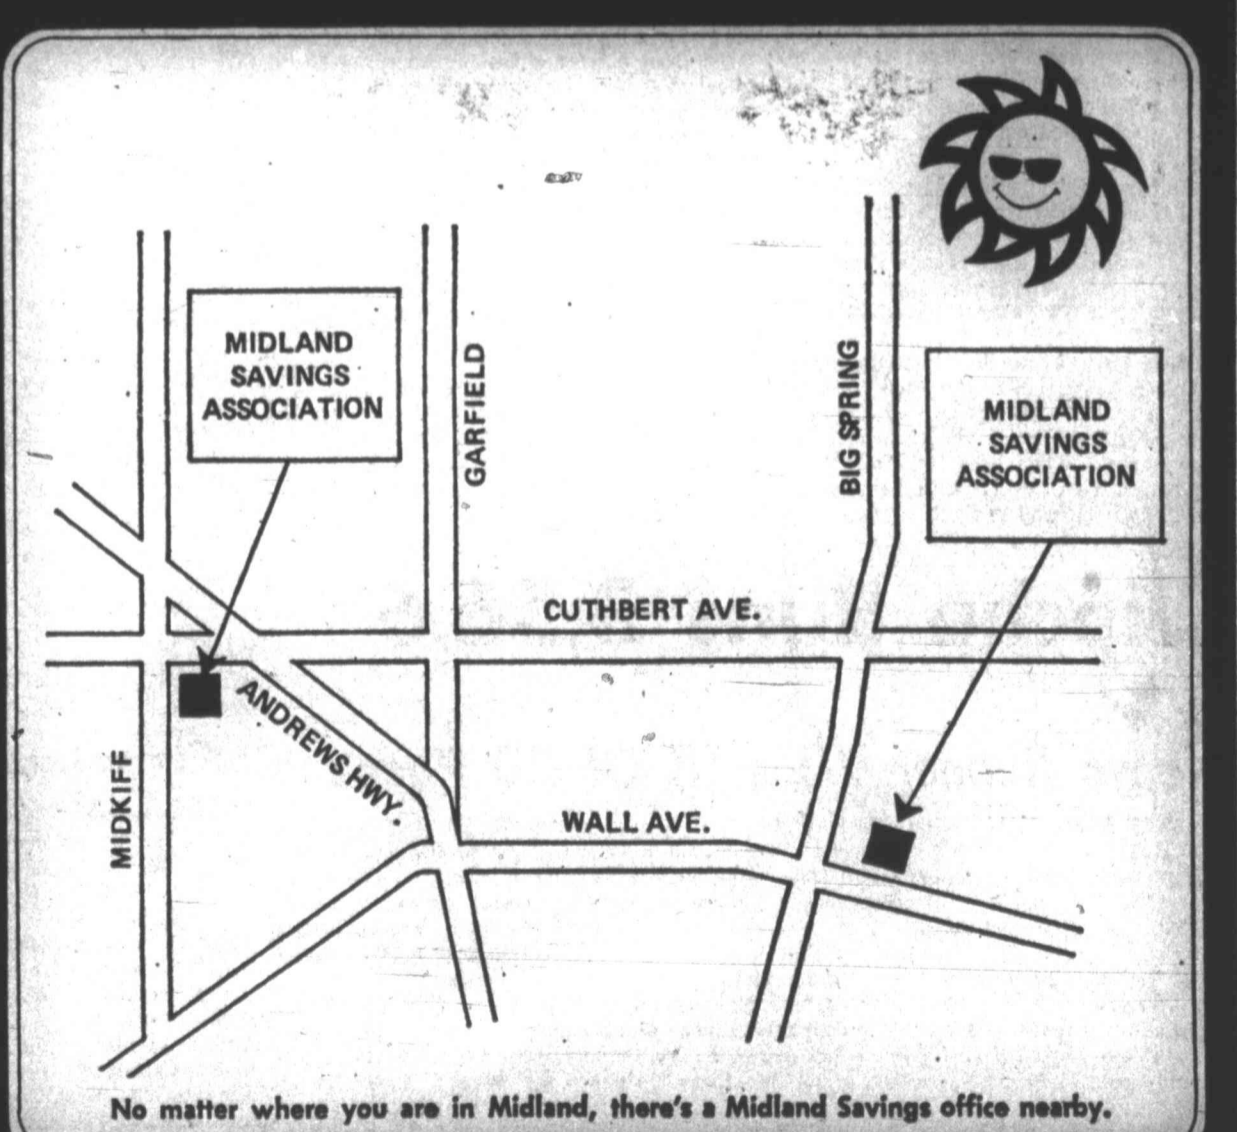 MIDLAND
SAVINGS
ASSOCIATION
GARFIELD
BIG SPRING
MIDLAND
SAVINGS
ASSOCIATION
CUTHBERT AVE.
ANDREWS HWY.
MIDKIFF
WALL AVE.
No matter where you are in Midland, there's a Midland Savings office nearby.